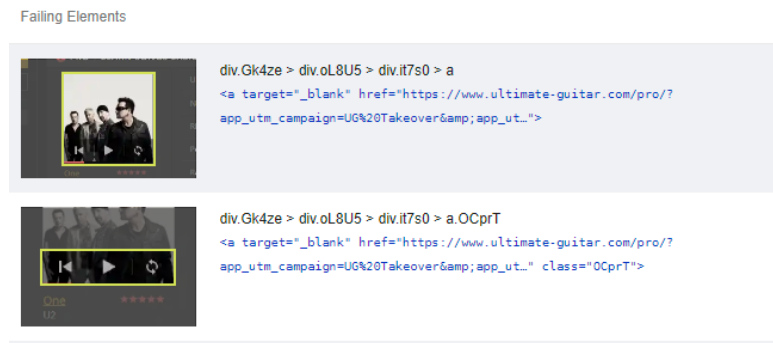 Failing Elements
div.Gk4ze > div.oL8U5 > div.it7s0 > a
<a target="_blank" href="https://www.ultimate-guitar.com/pro/?
app_utm_campaign=UG%20Takeover&amp;app_ut…">
One
div.Gk4ze > div.oL8U5 > div.it7s0 > a.OCprT
<a target="_blank" href="https://www.ultimate-guitar.com/pro/?
app_utm_campaign=UG%20Takeover&amp;app_ut…" class="OCprT">
One
U2